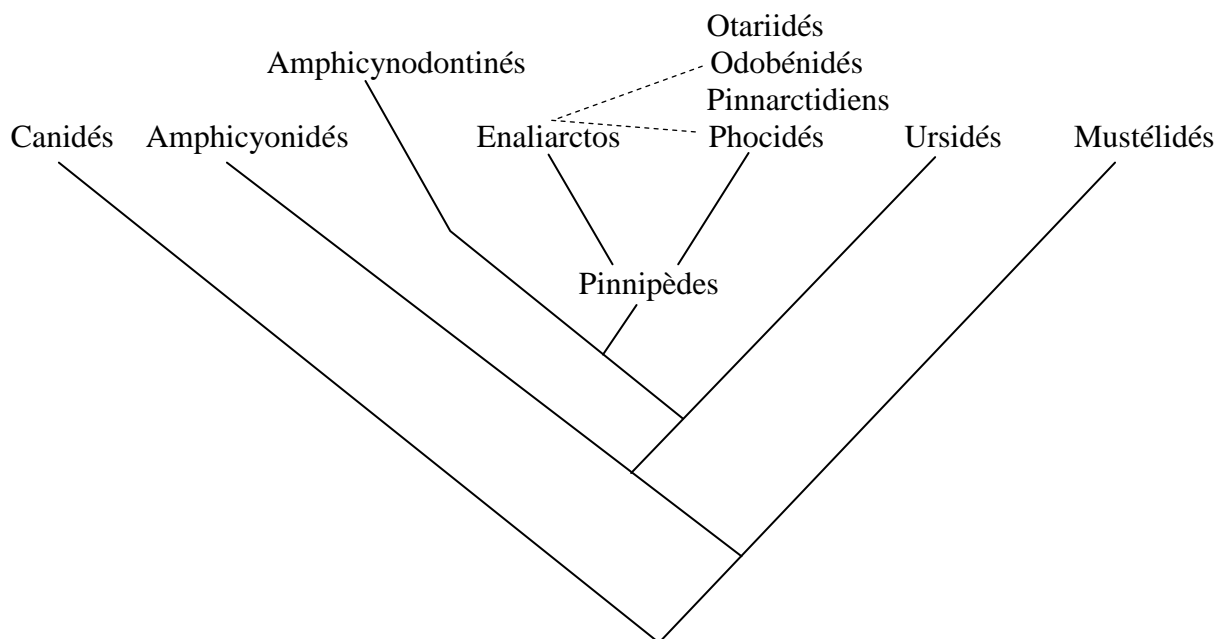 Otariidés
Amphicynodontinés
Odobénidés
Pinnarctidiens
Canidés
Amphicyonidés
Enaliarctos
Phocidés
Ursidés
Mustélidés
Pinnipèdes